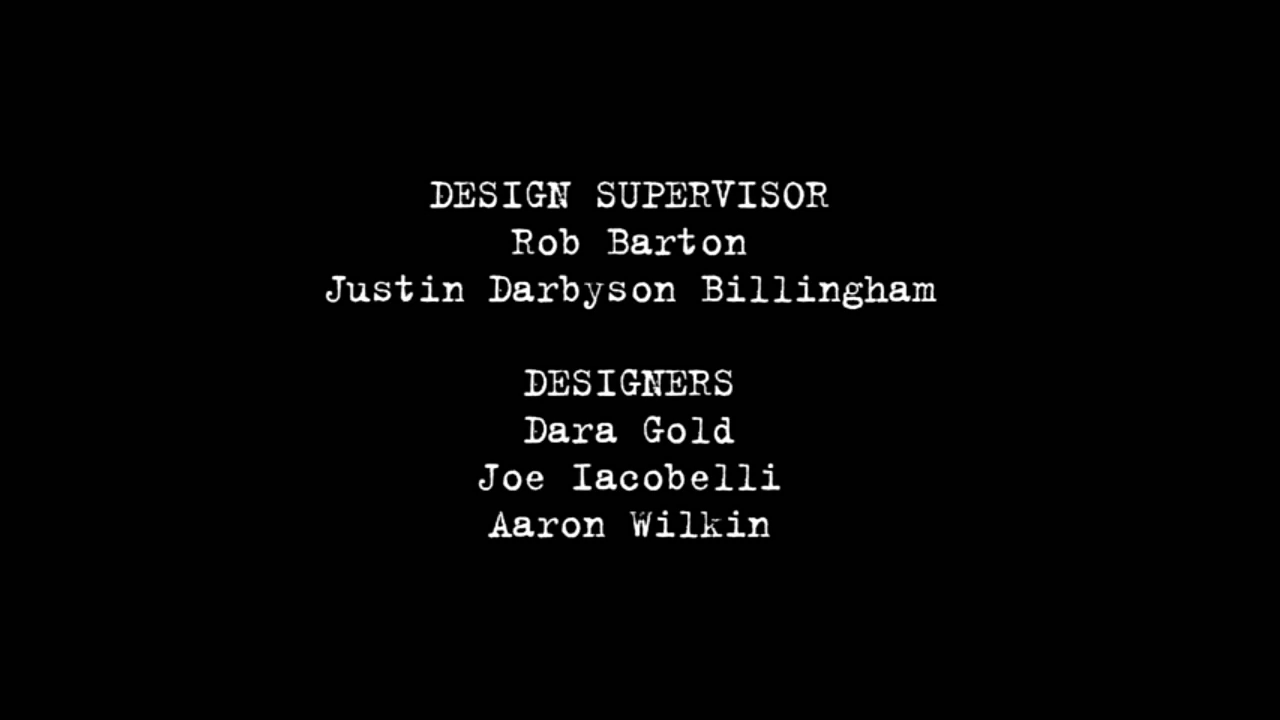 DESIGN SUPERVISOR
Rob Barton
Justin Darbyson Billingham
DESIGNERS
Dara Gold
Joe Iacobelli
Aaron Wilkin